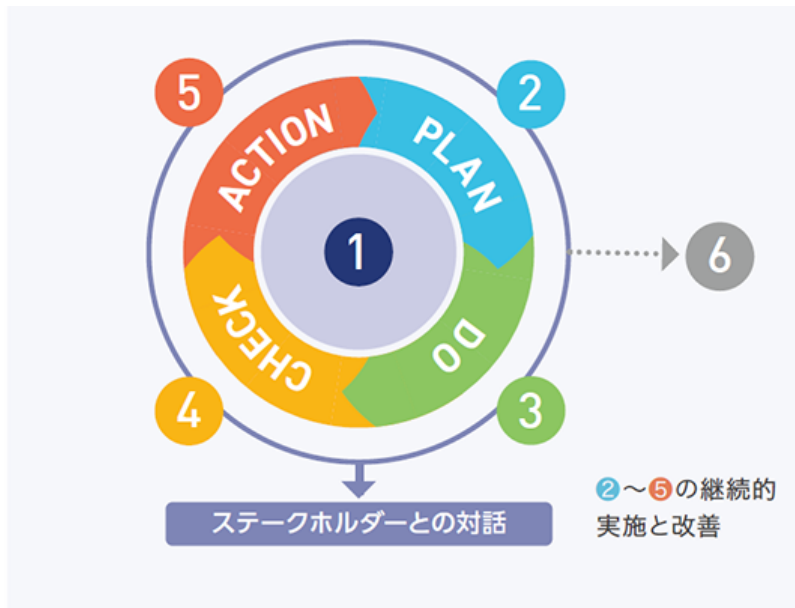 5
2
ACTION
PLAN
1
6
CHECK
DO
4
3
ステークホルダーとの対話
2～5の継続的
実施と改善